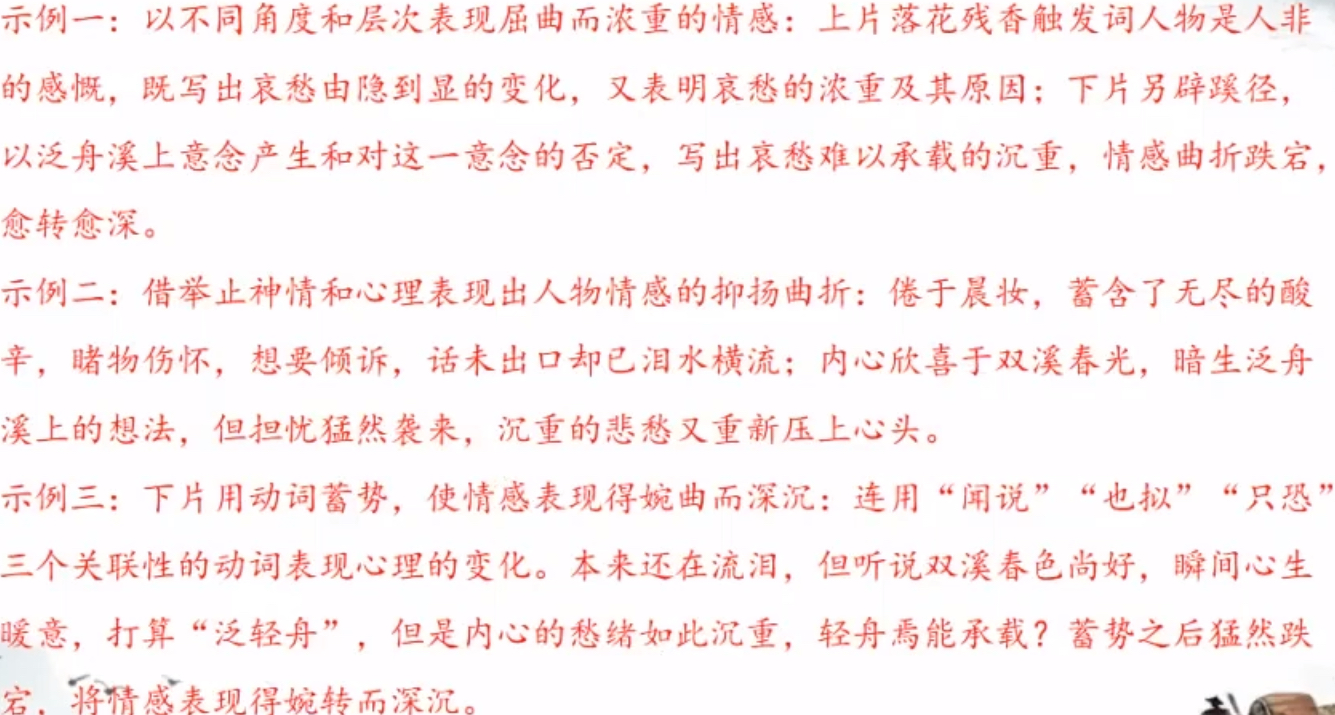 示例一：以不同角度和层次表现屈曲而浓重的情感：上片落花残香触发词人物是人非
的感慨，既写出哀愁由隐到显的变化，又表明哀愁的浓重及其原因；下片另辟蹊径，
以泛舟溪上意念产生和对这一意念的否定，写出哀愁难以承载的沉重，情感曲折跌宕，
愈转愈深。
示例二：借举止神情和心理表现出人物情感的抑扬曲折：倦于晨妆，蓄含了无尽的酸
辛，睹物伤怀，想要倾诉，话未出口却已泪水横流；内心欣喜于双溪春光，暗生泛舟
溪上的想法，但担忧猛然袭来，沉重的悲愁又重新压上心头。
示例三：下片用动词蓄势，使情感表现得婉曲而深沉：连用“闻说”“也拟”“只恐”
三个关联性的动词表现心理的变化。本来还在流泪，但听说双溪春色尚好，瞬间心生
暖意，打算“泛轻舟”，但是内心的愁绪如此沉重，轻舟焉能承载？蓄势之后猛然跌
宕，将情感表现得婉转而深沉。